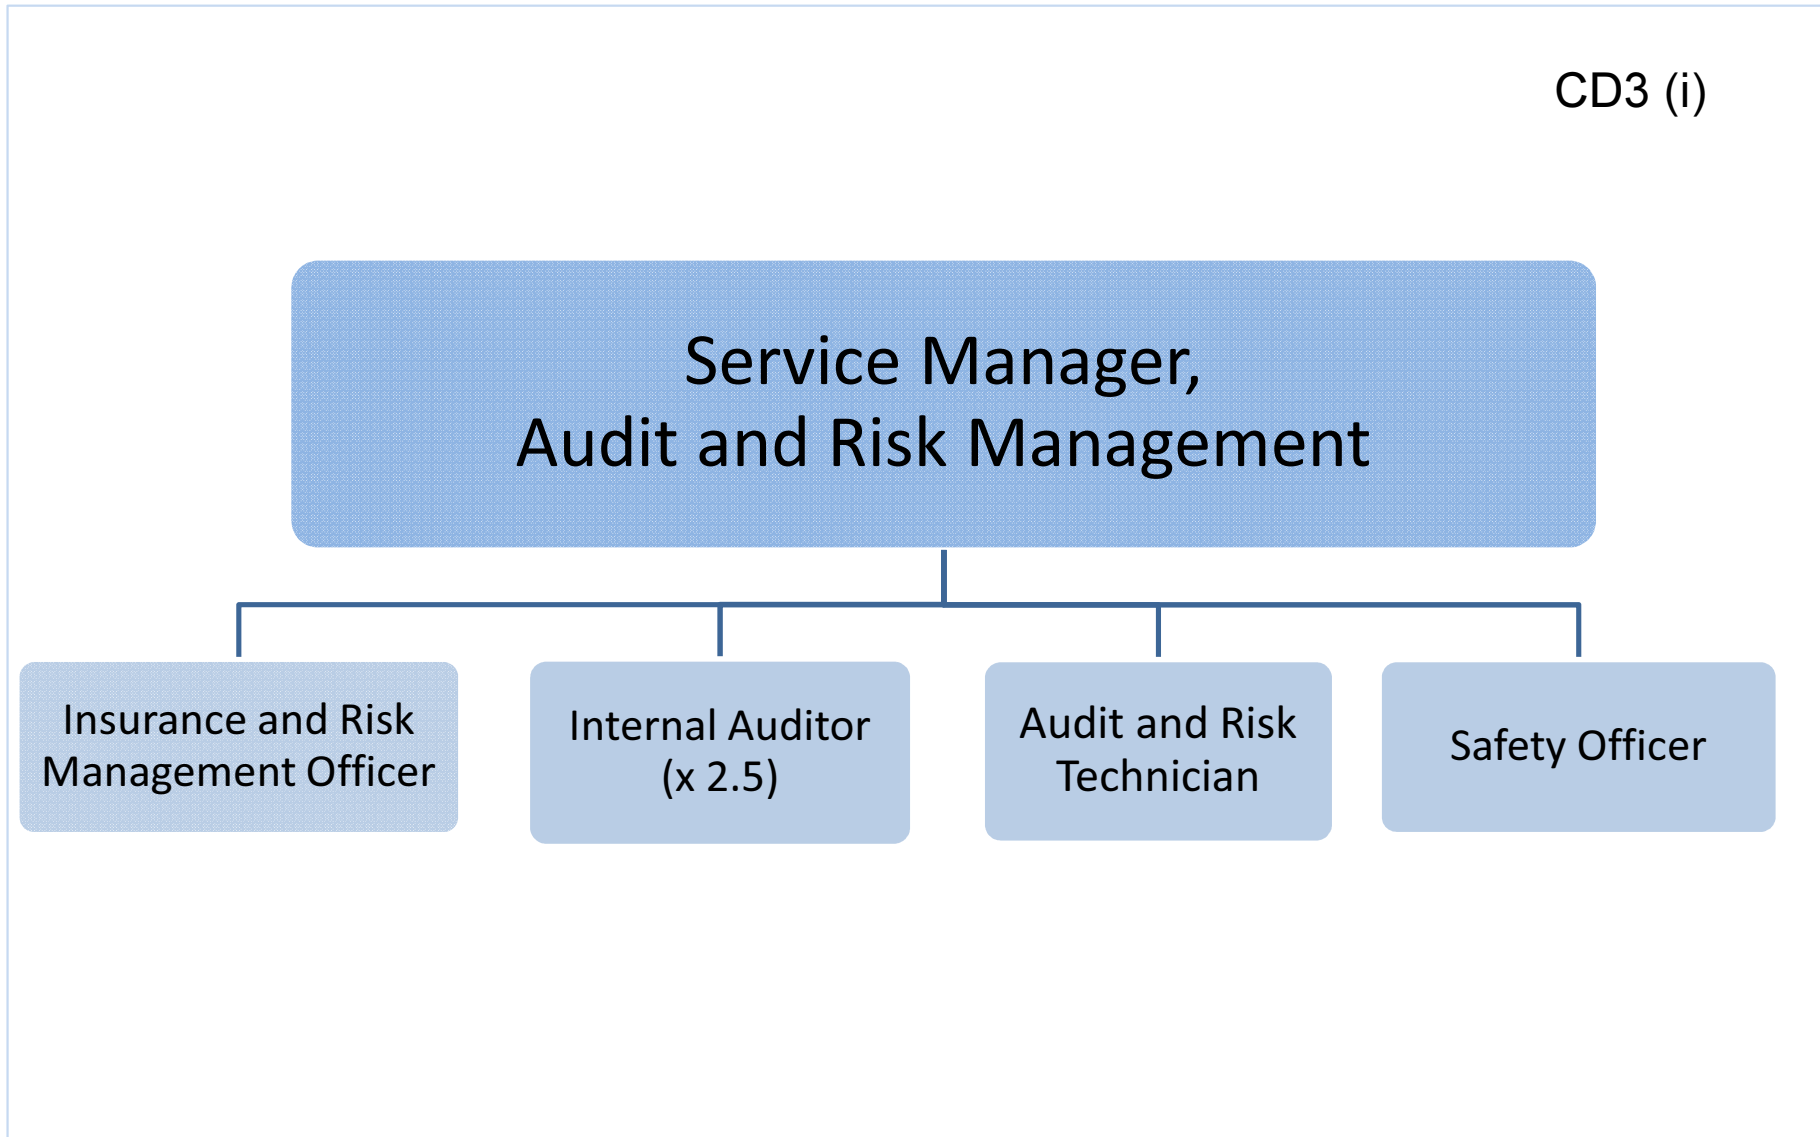 CD3 (i)
Service Manager,
Audit and Risk Management
Insurance and Risk
Management Officer
Internal Auditor
(x 2.5)
Audit and Risk
Technician
Safety Officer